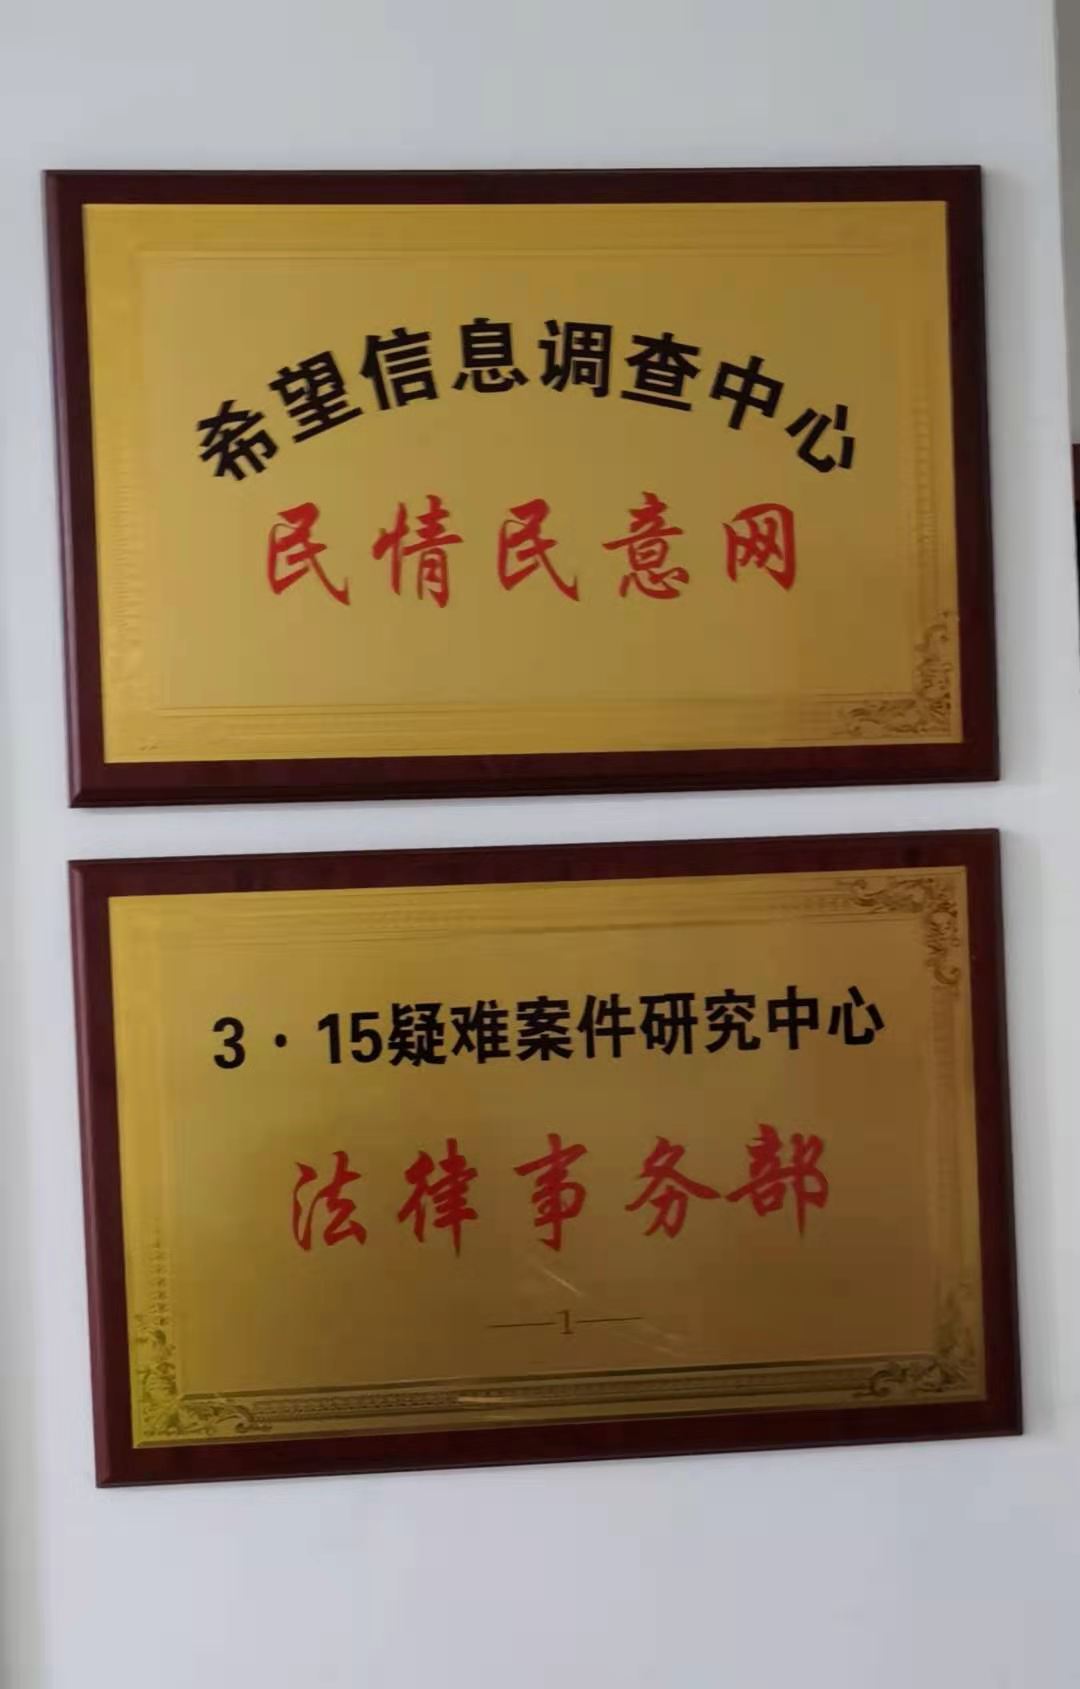 希望信息调查中心
民情民意网
3·15疑难案件研究中心
法律事务部
—1—